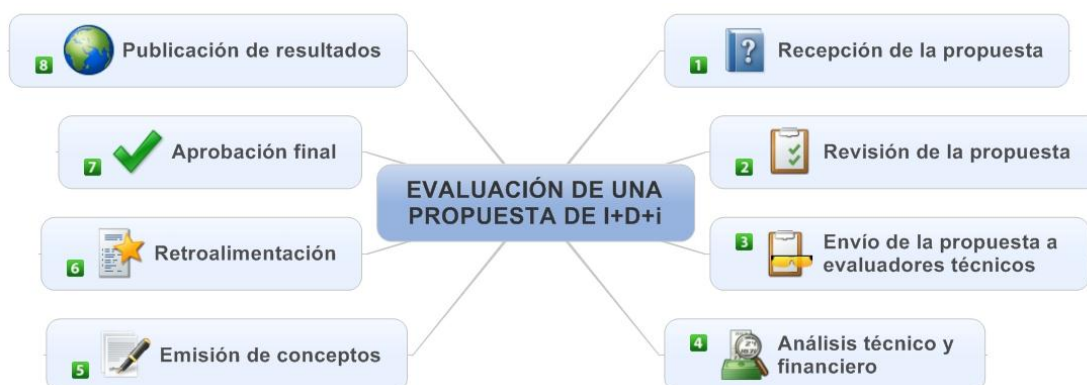 EVALUACIÓN DE UNA
PROPUESTA DE I+D+i
1
?
Recepción de la propuesta
2
Revisión de la propuesta
3
Envío de la propuesta a
evaluadores técnicos
4
Análisis técnico y
financiero
5
Emisión de conceptos
6
Retroalimentación
7
Aprobación final
8
Publicación de resultados